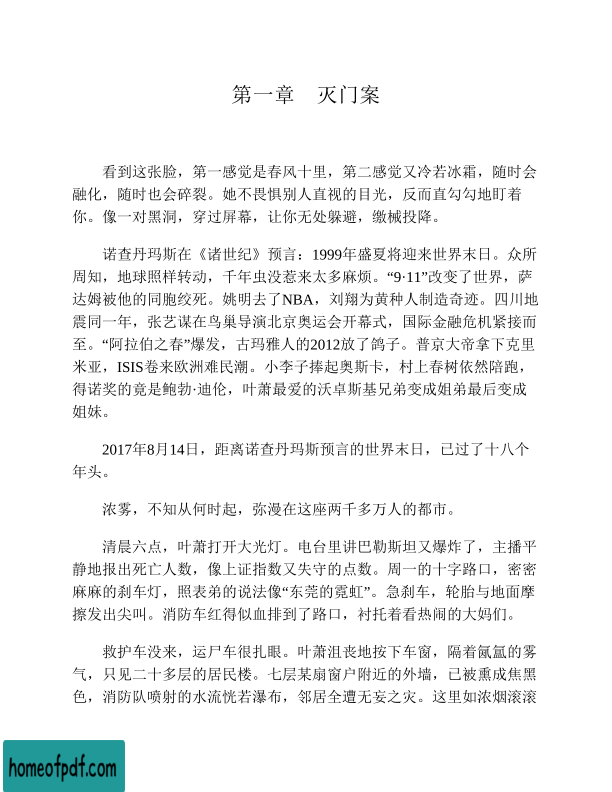 第一章　灭门案
看到这张脸，第一感觉是春风十里，第二感觉又冷若冰霜，随时会
融化，随时也会碎裂。她不畏惧别人直视的目光，反而直勾勾地盯着
你。像一对黑洞，穿过屏幕，让你无处躲避，缴械投降。
诺查丹玛斯在《诸世纪》预言：1999年盛夏将迎来世界末日。众所
周知，地球照样转动，千年虫没惹来太多麻烦。“9·11”改变了世界，萨
达姆被他的同胞绞死。姚明去了NBA，刘翔为黄种人制造奇迹。四川地
震同一年，张艺谋在鸟巢导演北京奥运会开幕式，国际金融危机紧接而
至。“阿拉伯之春”爆发，古玛雅人的2012放了鸽子。普京大帝拿下克里
米亚，ISIS卷来欧洲难民潮。小李子捧起奥斯卡，村上春树依然陪跑，
得诺奖的竟是鲍勃·迪伦，叶萧最爱的沃卓斯基兄弟变成姐弟最后变成
姐妹。
2017年8月14日，距离诺查丹玛斯预言的世界末日，已过了十八个
年头。
浓雾，不知从何时起，弥漫在这座两千多万人的都市。
清晨六点，叶萧打开大光灯。电台里讲巴勒斯坦又爆炸了，主播平
静地报出死亡人数，像上证指数又失守的点数。周一的十字路口，密密
麻麻的刹车灯，照表弟的说法像“东莞的霓虹”。急刹车，轮胎与地面摩
擦发出尖叫。消防车红得似血排到了路口，衬托着看热闹的大妈们。
救护车没来，运尸车很扎眼。叶萧沮丧地按下车窗，隔着氤氲的雾
气，只见二十多层的居民楼。七层某扇窗户附近的外墙，已被熏成焦黑
色，消防队喷射的水流恍若瀑布，邻居全遭无妄之灾。这里如浓烟滚滚
homeofpdf.com